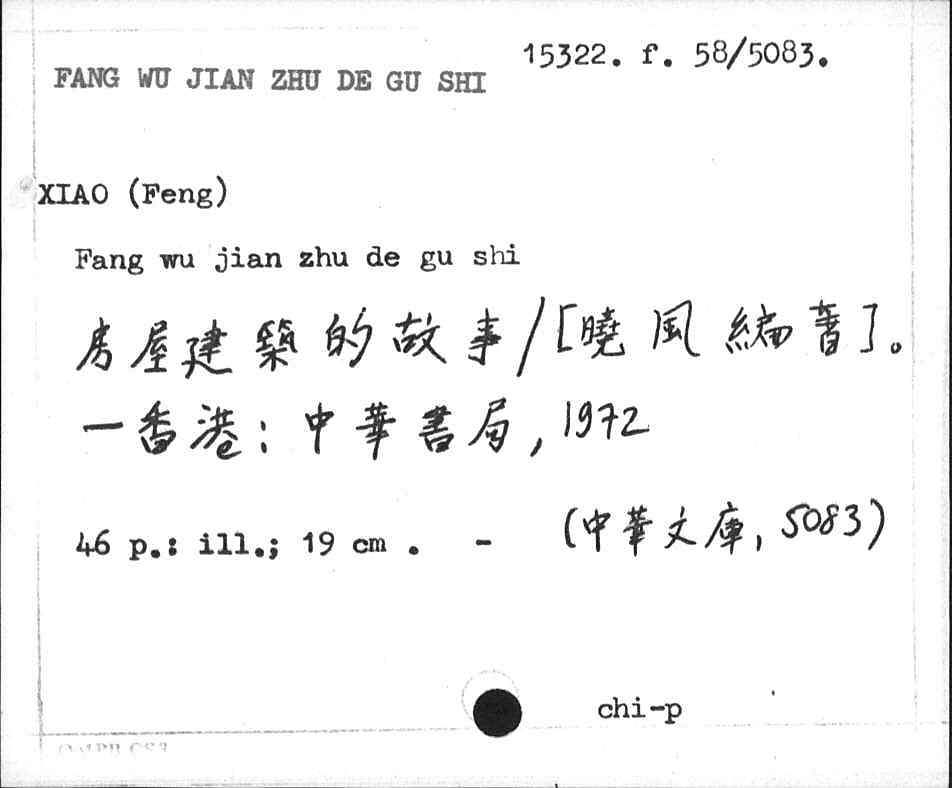 15322. f. 58/5083.
FANG WU JIAN ZHU DE GU SHI
XIAO (Feng)
Fang wu jian zhu de gu shi
房屋建築的故事/[曉風編著]。
一香港: 中華書局, 1972
46 p.: ill.; 19 cm . - (中華文庫, 5083)
chi-p